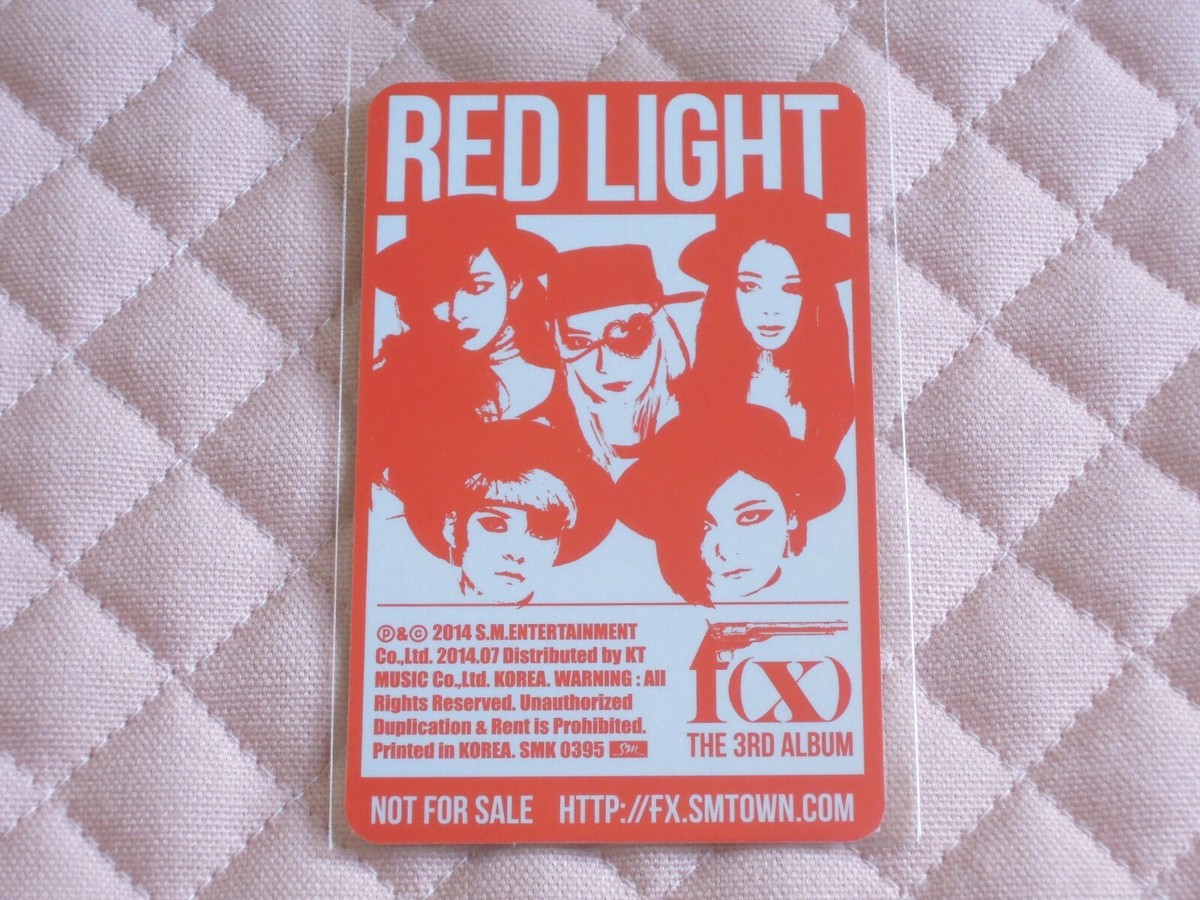 RED LIGHT
Ⓟ&© 2014 S.M.ENTERTAINMENT
Co.,Ltd. 2014.07 Distributed by KT
MUSIC Co.,Ltd. KOREA. WARNING : All
Rights Reserved. Unauthorized
Duplication & Rent is Prohibited.
Printed in KOREA. SMK 0395 SM
f(x)
THE 3RD ALBUM
NOT FOR SALE HTTP://FX.SMTOWN.COM